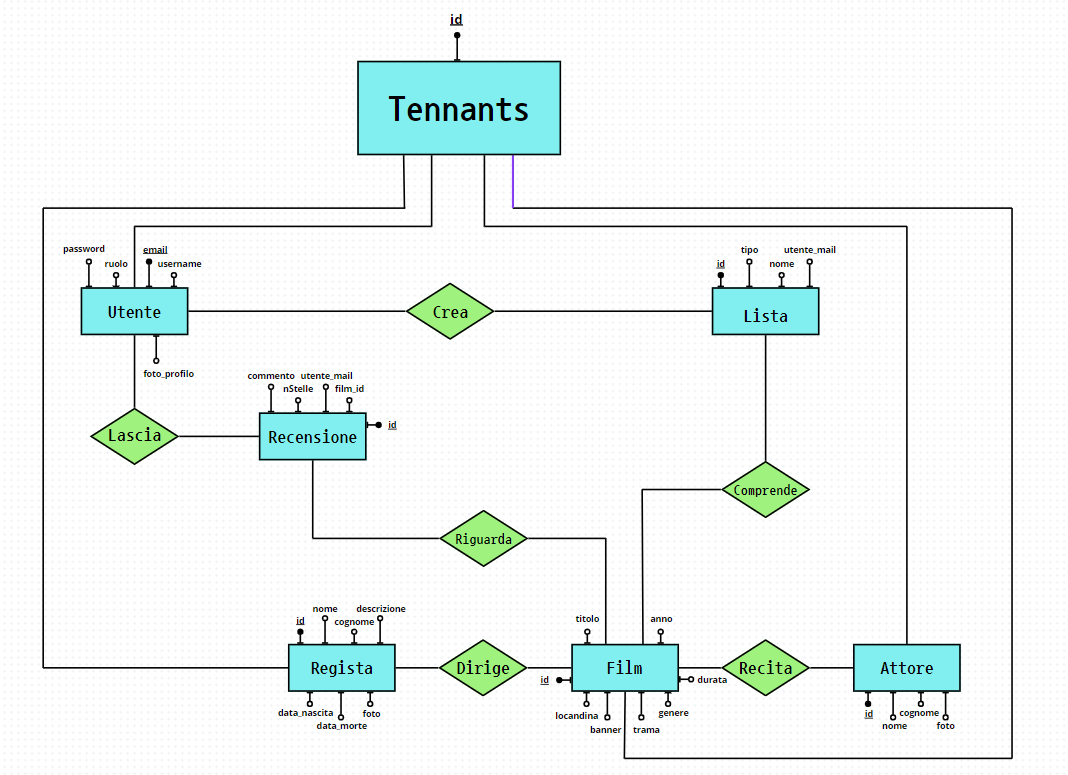 id
Tennants
password
ruolo
email
username
Utente
foto_profilo
Crea
id
tipo
nome
utente_mail
Lista
Lascia
commento
nStelle
utente_mail
film_id
id
Recensione
Comprende
Riguarda
id
nome
cognome
descrizione
Regista
data_nascita
data_morte
foto
Dirige
titolo
anno
id
Film
durata
locandina
banner
trama
genere
Recita
Attore
id
nome
cognome
foto